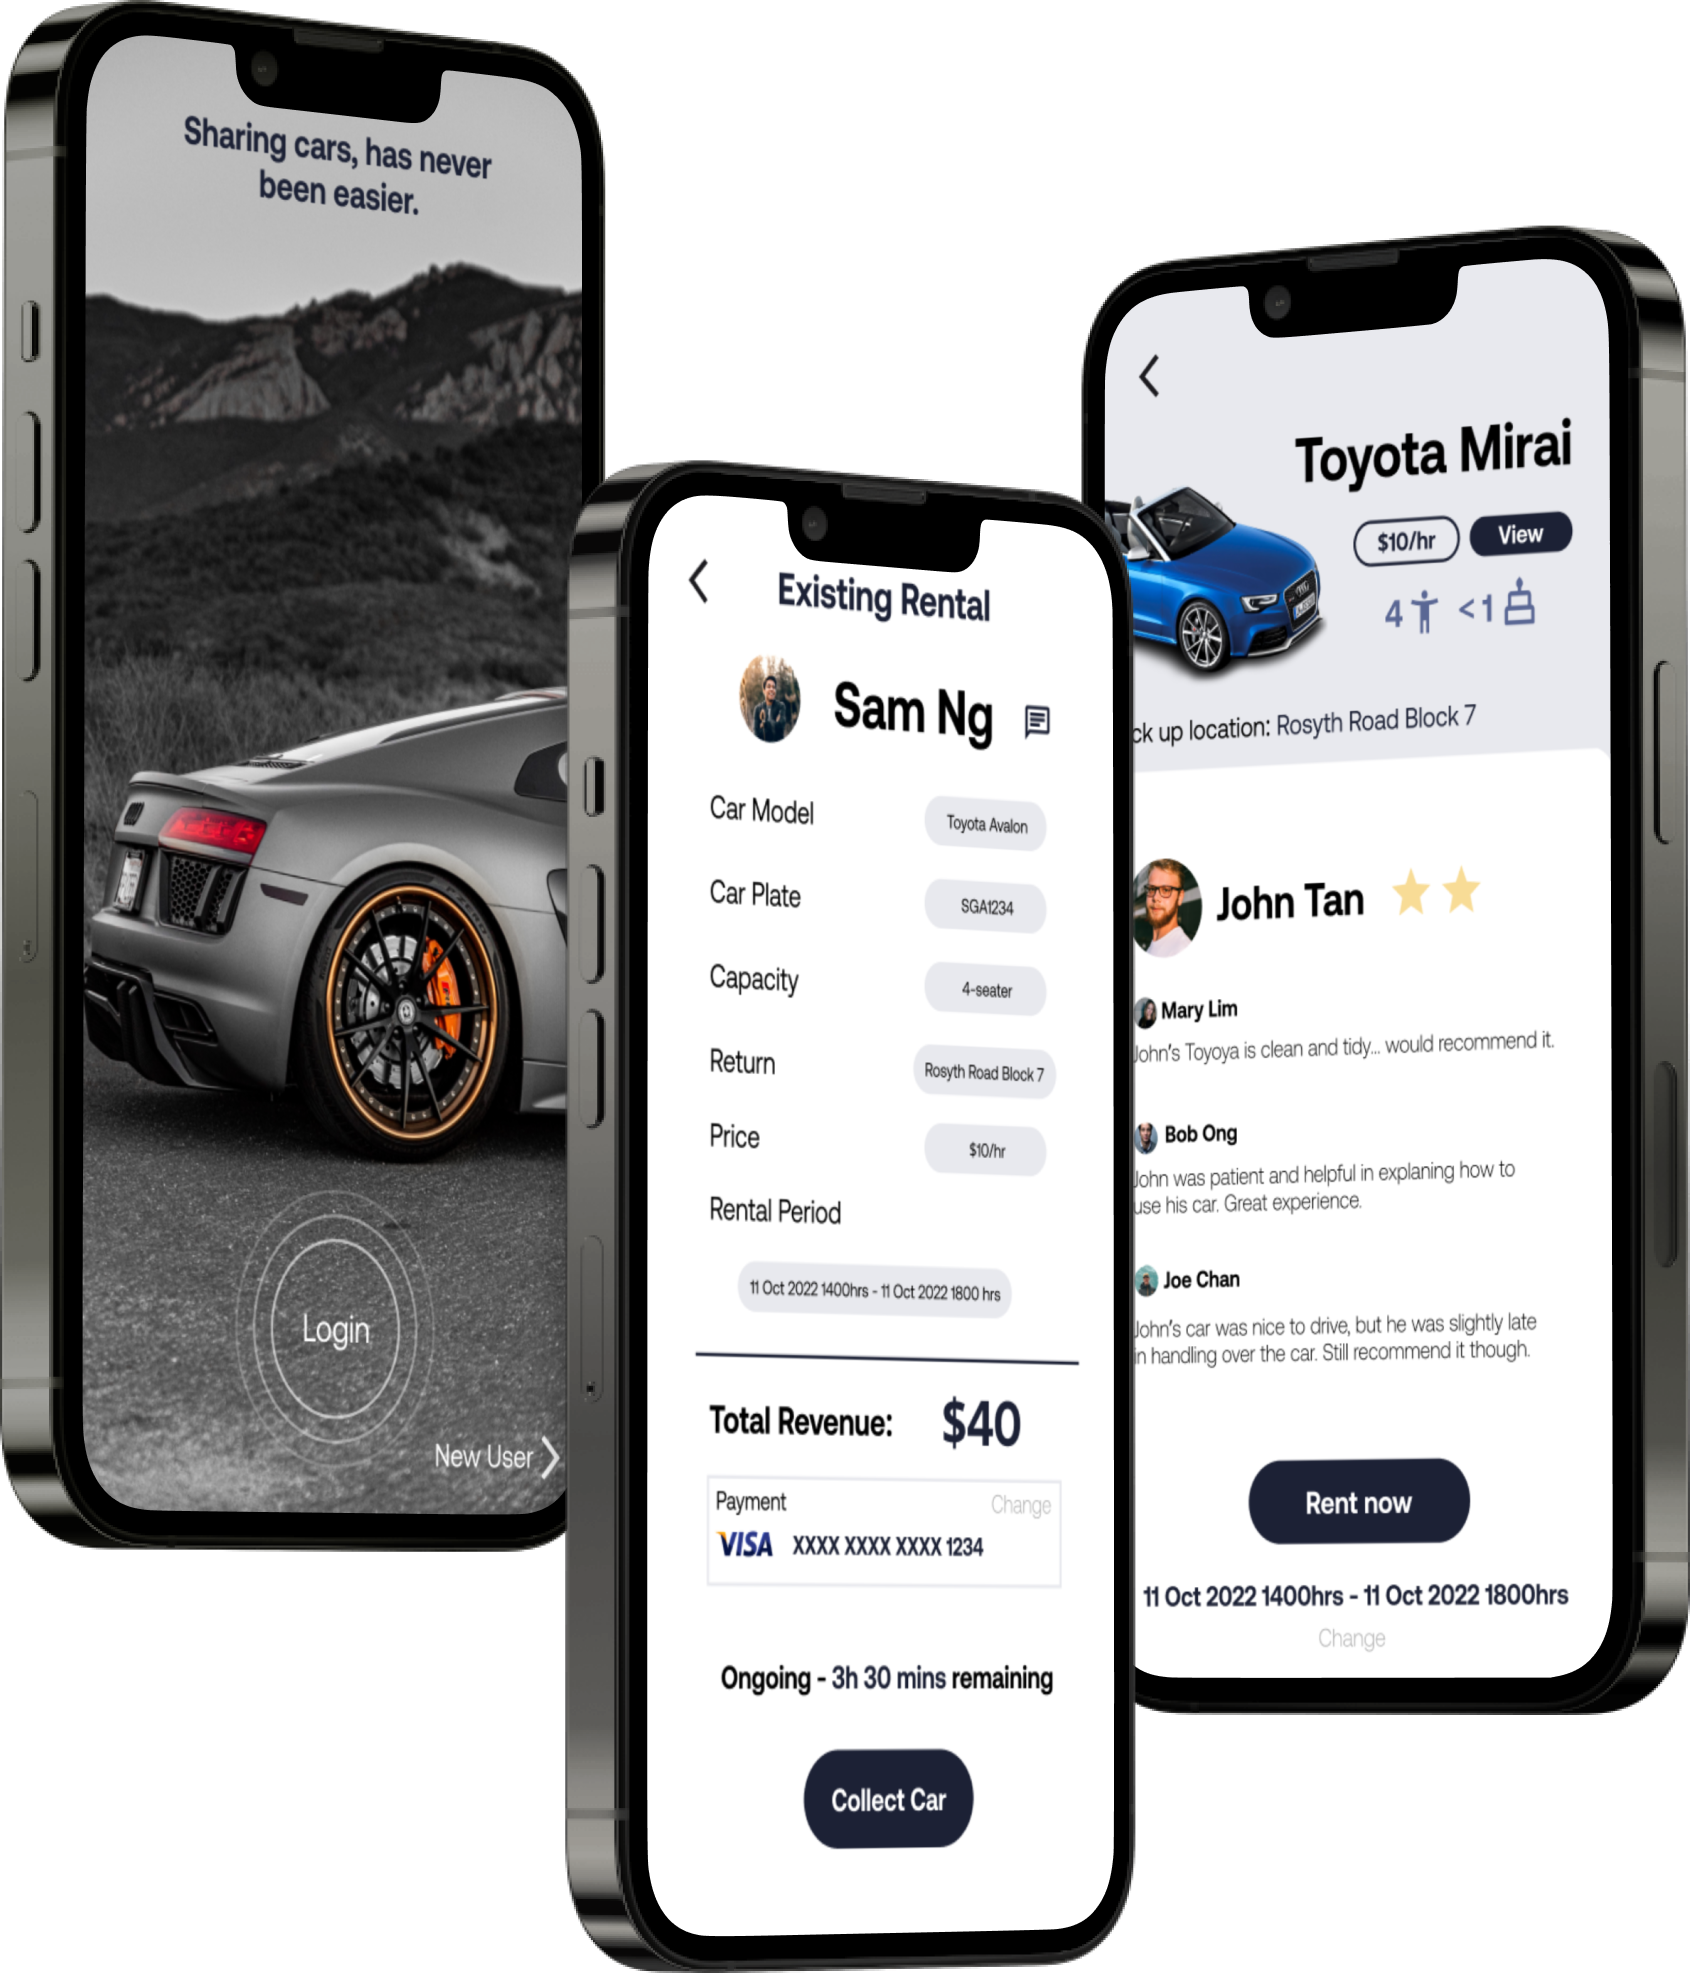 Sharing cars, has never
been easier.
Login
New User
Existing Rental
Sam Ng
Car Model
Toyota Avalon
Car Plate
SGA1234
Capacity
4-seater
Return
Rosyth Road Block 7
Price
$10/hr
Rental Period
11 Oct 2022 1400hrs - 11 Oct 2022 1800 hrs
Total Revenue: $40
Payment
Change
VISA XXXX XXXX XXXX 1234
Ongoing - 3h 30 mins remaining
Collect Car
Toyota Mirai
$10/hr
View
4 <1
ck up location: Rosyth Road Block 7
John Tan
Mary Lim
John's Toyoya is clean and tidy... would recommend it.
Bob Ong
John was patient and helpful in explaning how to
use his car. Great experience.
Joe Chan
John's car was nice to drive, but he was slightly late
in handling over the car. Still recommend it though.
Rent now
11 Oct 2022 1400hrs - 11 Oct 2022 1800hrs
Change